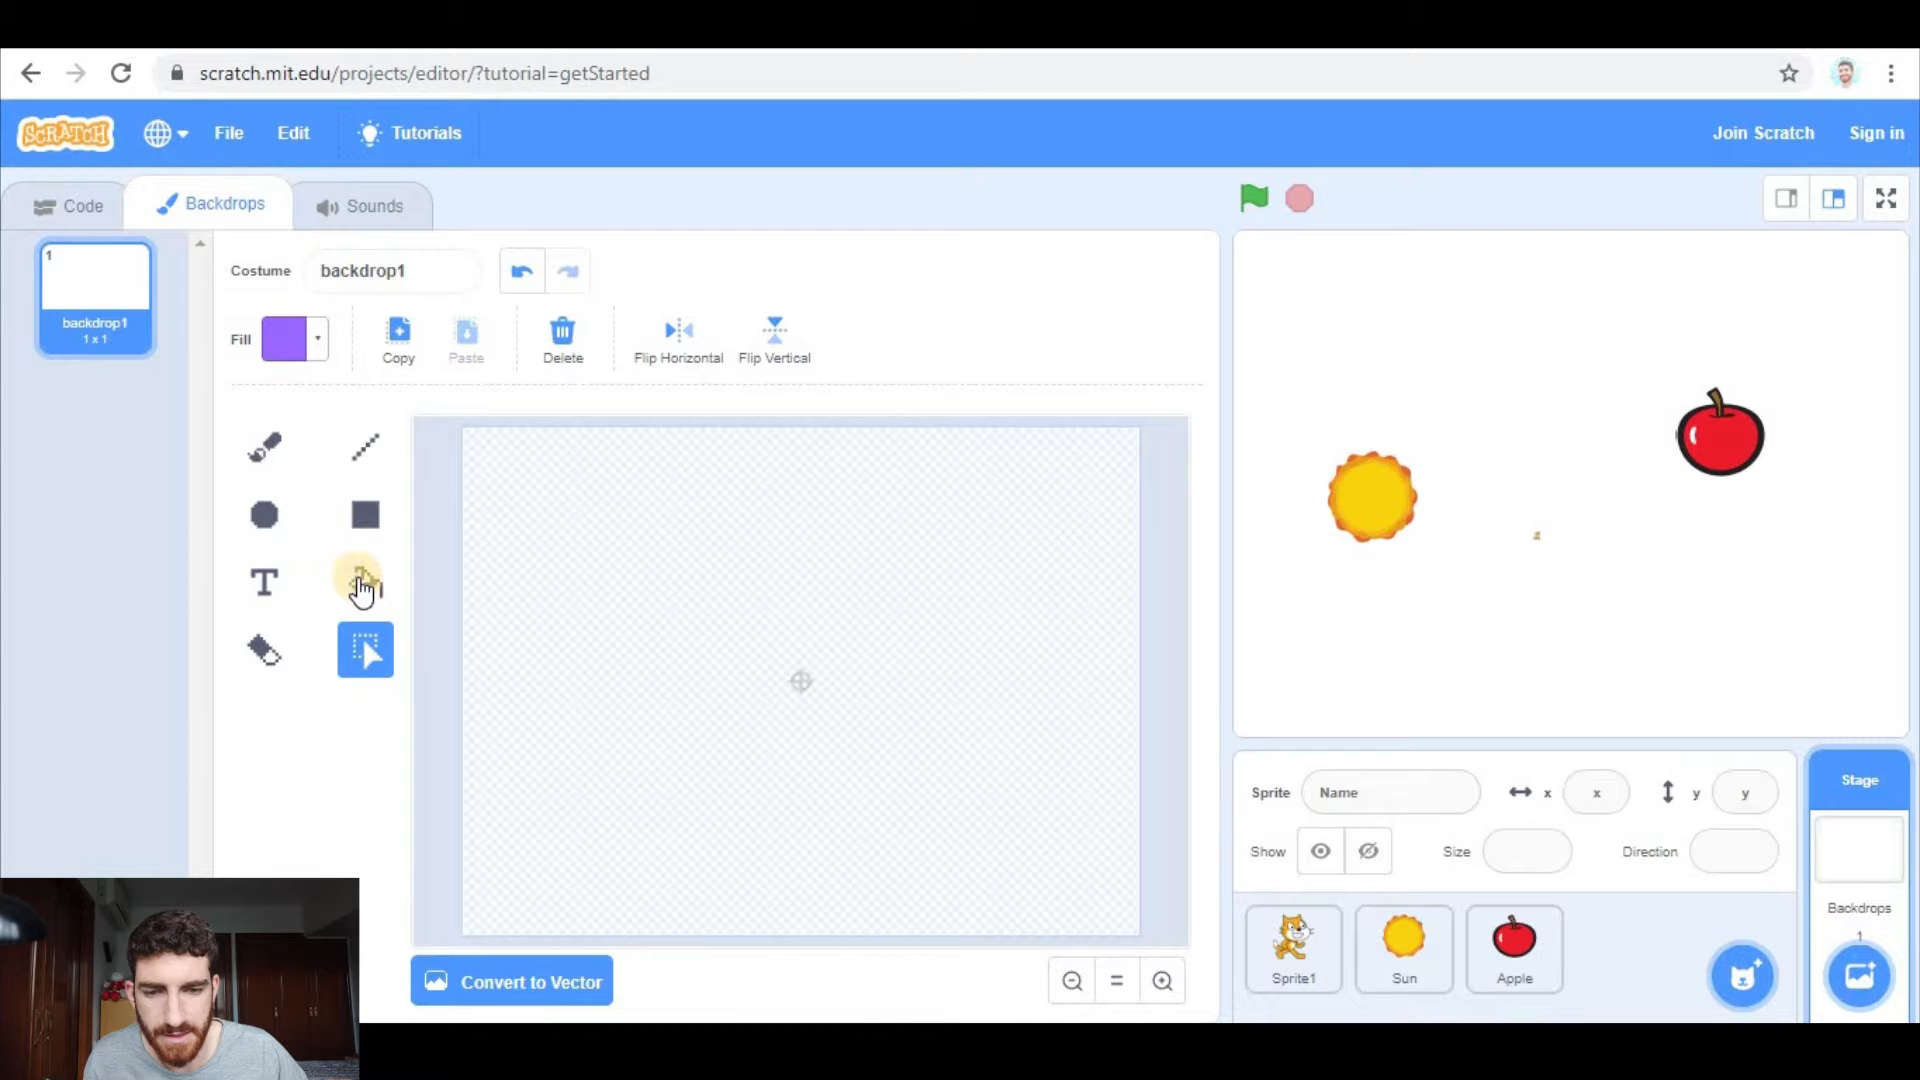 scratch.mit.edu/projects/editor/?tutorial=getStarted
SCRATCH File Edit Tutorials Join Scratch Sign in
Code Backdrops Sounds
1
backdrop1
1 x 1
Costume backdrop1
Fill Copy Paste Delete Flip Horizontal Flip Vertical
T
Convert to Vector
Sprite Name x x y y
Show Size Direction
Sprite1 Sun Apple
Stage
Backdrops
1